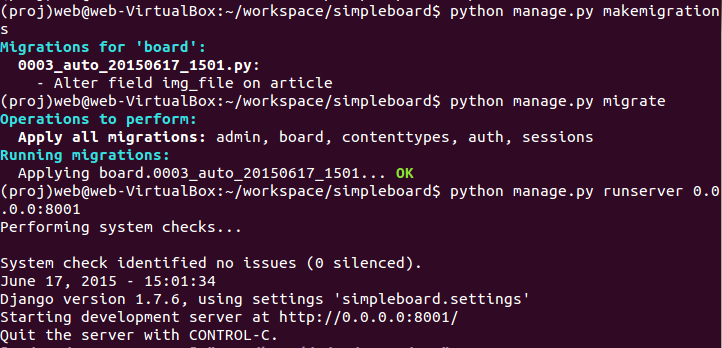 (proj)web@web-VirtualBox:~/workspace/simpleboard$ python manage.py makemigration
s
Migrations for 'board':
  0003_auto_20150617_1501.py:
    - Alter field img_file on article
(proj)web@web-VirtualBox:~/workspace/simpleboard$ python manage.py migrate
Operations to perform:
  Apply all migrations: admin, board, contenttypes, auth, sessions
Running migrations:
  Applying board.0003_auto_20150617_1501... OK
(proj)web@web-VirtualBox:~/workspace/simpleboard$ python manage.py runserver 0.0
.0.0:8001
Performing system checks...

System check identified no issues (0 silenced).
June 17, 2015 - 15:01:34
Django version 1.7.6, using settings 'simpleboard.settings'
Starting development server at http://0.0.0.0:8001/
Quit the server with CONTROL-C.